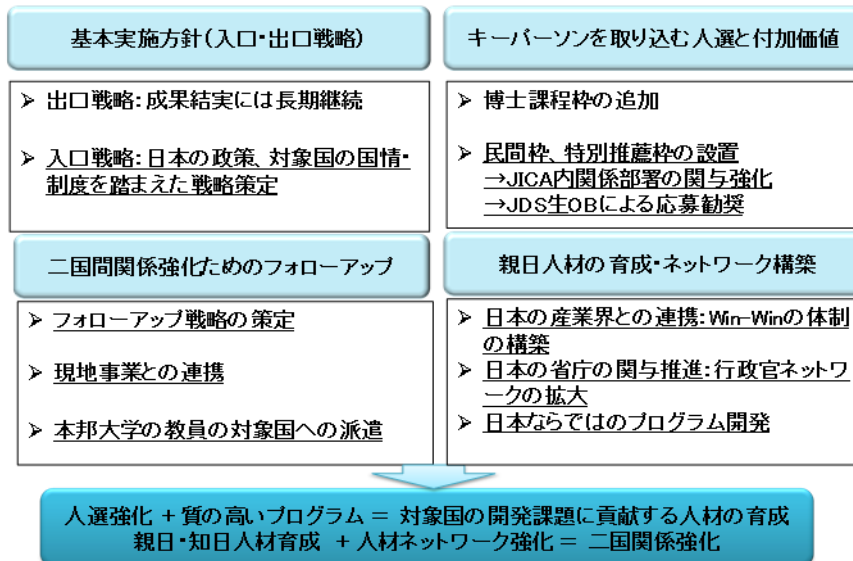 基本実施方針(入口・出口戦略)
➢ 出口戦略:成果結実には長期継続
➢ 入口戦略:日本の政策、対象国の国情・
制度を踏まえた戦略策定
キーパーソンを取り込む人選と付加価値
➢ 博士課程枠の追加
➢ 民間枠、特別推薦枠の設置
→JICA内関係部署の関与強化
→JDS生OBによる応募勧奨
二国間関係強化ためのフォローアップ
➢ フォローアップ戦略の策定
➢ 現地事業との連携
➢ 本邦大学の教員の対象国への派遣
親日人材の育成・ネットワーク構築
➢ 日本の産業界との連携:Win-Winの体制
の構築
➢ 日本の省庁の関与推進:行政官ネットワ
ークの拡大
➢ 日本ならではのプログラム開発
人選強化 + 質の高いプログラム = 対象国の開発課題に貢献する人材の育成
親日・知日人材育成 + 人材ネットワーク強化 = 二国関係強化